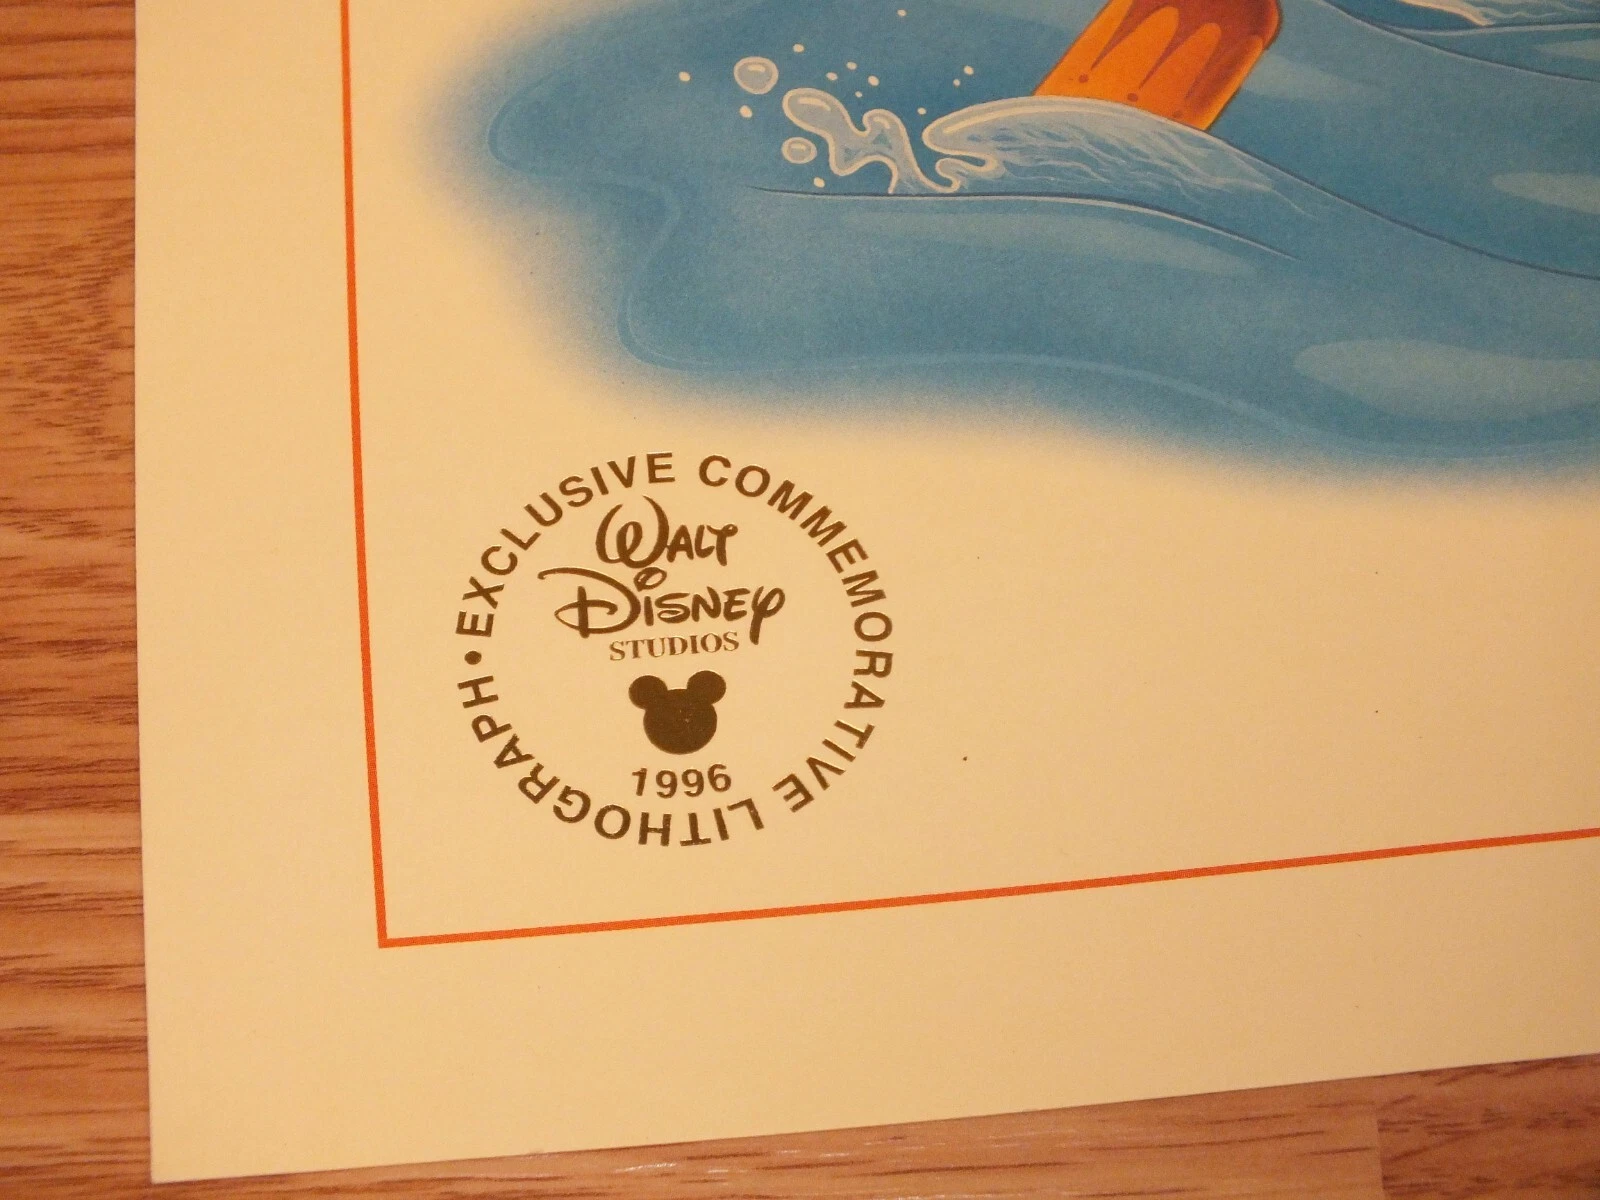 • EXCLUSIVE COMMEMORATIVE LITHOGRAPH
WALT
DISNEY
STUDIOS
1996